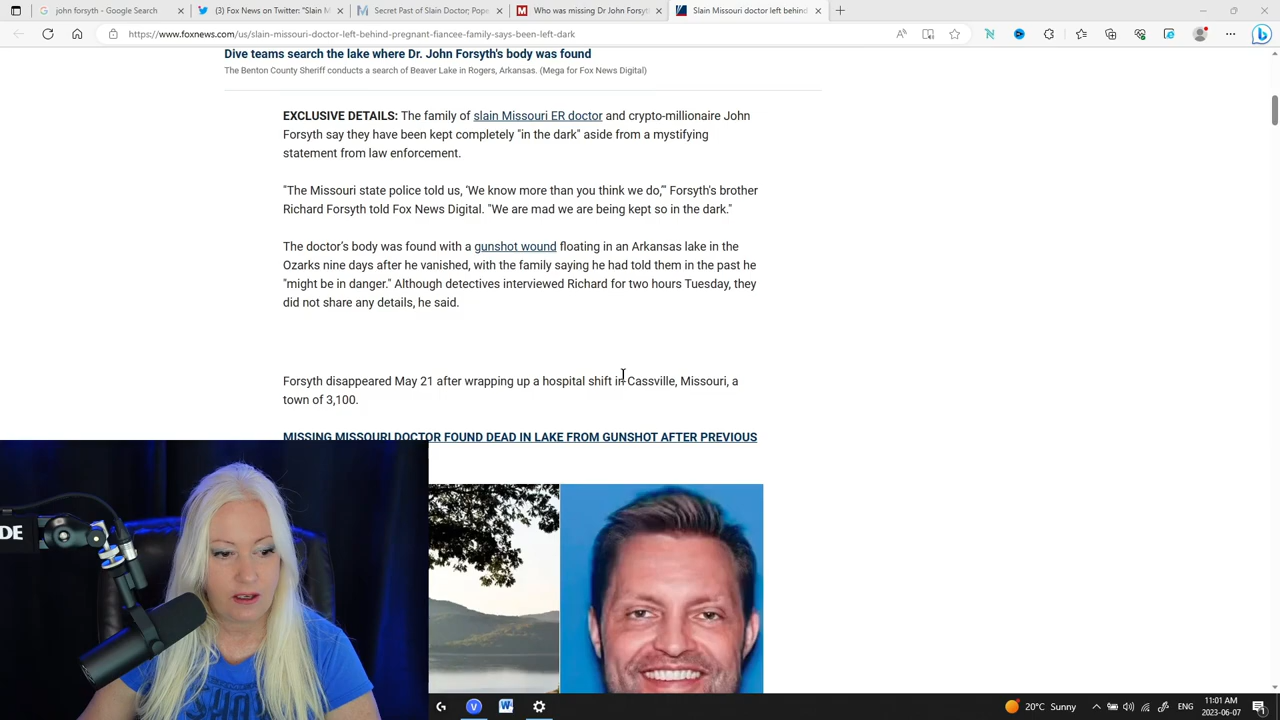 john forsyth - Google Search
(3) Fox News on Twitter: "Slain M
Secret Past of Slain Doctor; Pope
Who was missing Dr John Forsyt
Slain Missouri doctor left behind
https://www.foxnews.com/us/slain-missouri-doctor-left-behind-pregnant-fiancee-family-says-been-left-dark
Dive teams search the lake where Dr. John Forsyth's body was found
The Benton County Sheriff conducts a search of Beaver Lake in Rogers, Arkansas. (Mega for Fox News Digital)
EXCLUSIVE DETAILS: The family of slain Missouri ER doctor and crypto-millionaire John
Forsyth say they have been kept completely "in the dark" aside from a mystifying
statement from law enforcement.
"The Missouri state police told us, 'We know more than you think we do,'" Forsyth's brother
Richard Forsyth told Fox News Digital. "We are mad we are being kept so in the dark."
The doctor's body was found with a gunshot wound floating in an Arkansas lake in the
Ozarks nine days after he vanished, with the family saying he had told them in the past he
"might be in danger." Although detectives interviewed Richard for two hours Tuesday, they
did not share any details, he said.
Forsyth disappeared May 21 after wrapping up a hospital shift in Cassville, Missouri, a
town of 3,100.
MISSING MISSOURI DOCTOR FOUND DEAD IN LAKE FROM GUNSHOT AFTER PREVIOUS
DE
20°C Sunny
ENG
11:01 AM
2023-06-07